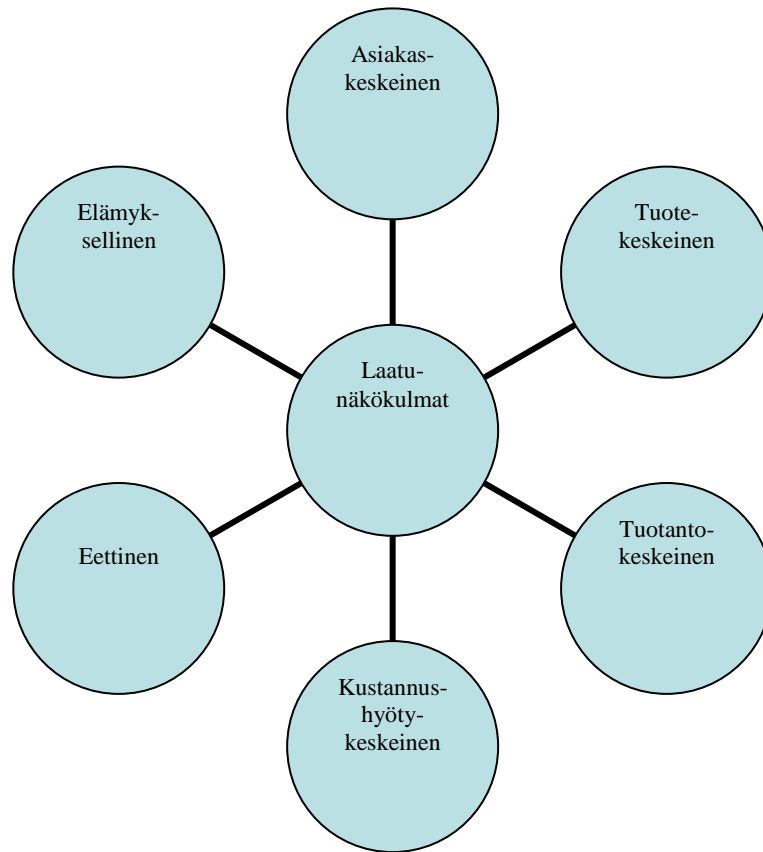 Asiakas-
keskeinen
Elämyk-
sellinen
Tuote-
keskeinen
Laatu-
näkökulmat
Eettinen
Tuotanto-
keskeinen
Kustannus-
hyöty-
keskeinen